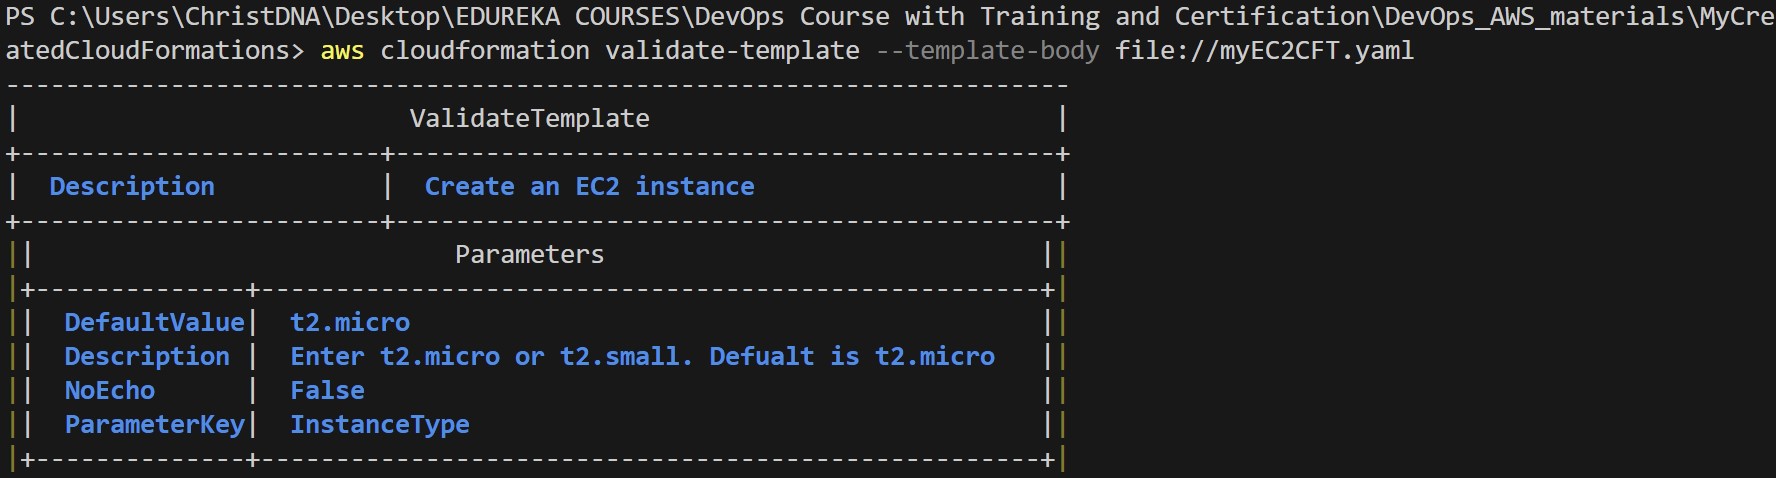 PS C:\Users\ChristDNA\Desktop\EDUREKA COURSES\DevOps Course with Training and Certification\DevOps_AWS_materials\MyCre
atedCloudFormations> aws cloudformation validate-template --template-body file://myEC2CFT.yaml
-----------------------------------------------------------------------
|                          ValidateTemplate                           |
+------------------------+--------------------------------------------+
|  Description           |  Create an EC2 instance                    |
+------------------------+--------------------------------------------+
||                            Parameters                             ||
|+--------------+----------------------------------------------------+|
||  DefaultValue|  t2.micro                                          ||
||  Description |  Enter t2.micro or t2.small. Defualt is t2.micro   ||
||  NoEcho      |  False                                             ||
||  ParameterKey|  InstanceType                                      ||
|+--------------+----------------------------------------------------+|